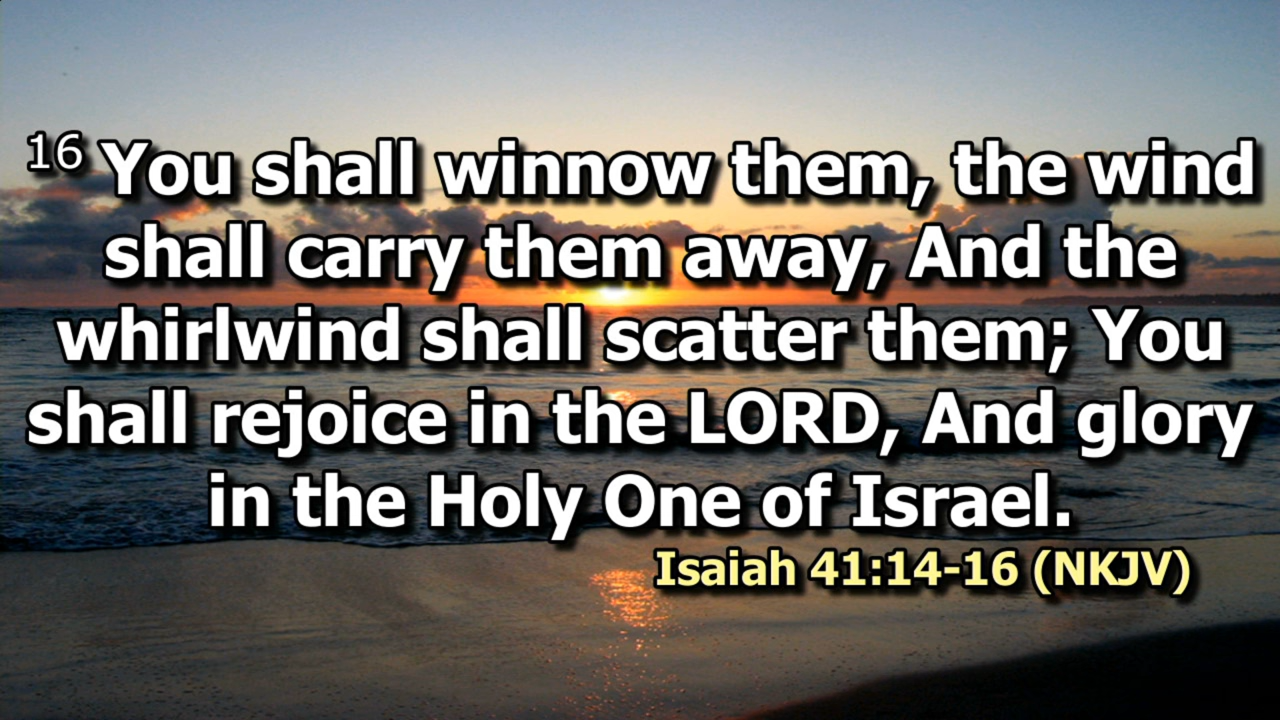 16 You shall winnow them, the wind
shall carry them away, And the
whirlwind shall scatter them; You
shall rejoice in the LORD, And glory
in the Holy One of Israel.
Isaiah 41:14-16 (NKJV)